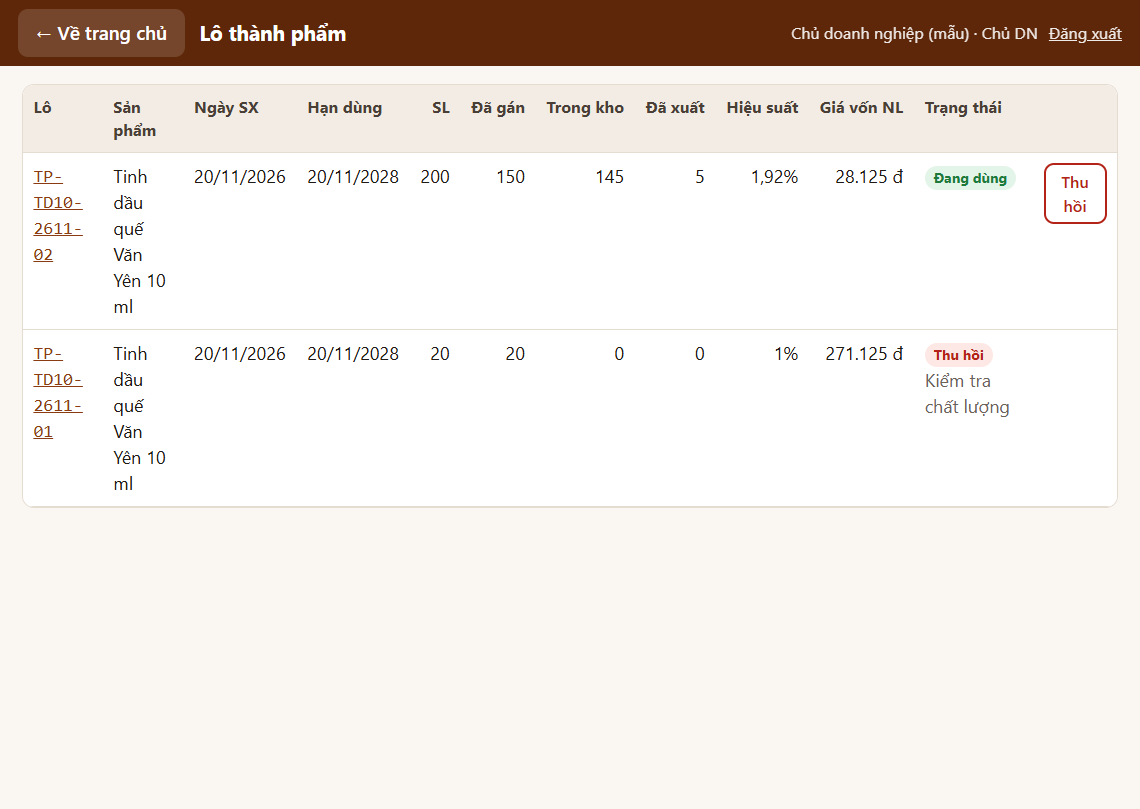 ← Về trang chủ
Lô thành phẩm
Chủ doanh nghiệp (mẫu) · Chủ DN Đăng xuất
Lô Sản phẩm Ngày SX Hạn dùng SL Đã gán Trong kho Đã xuất Hiệu suất Giá vốn NL Trạng thái
TP-
TD10-
2611-
02
Tinh
dầu
quế
Văn
Yên 10
ml
20/11/2026 20/11/2028 200 150 145 5 1,92% 28.125 đ Đang dùng
Thu
hồi
TP-
TD10-
2611-
01
Tinh
dầu
quế
Văn
Yên 10
ml
20/11/2026 20/11/2028 20 20 0 0 1% 271.125 đ Thu hồi
Kiểm tra
chất lượng